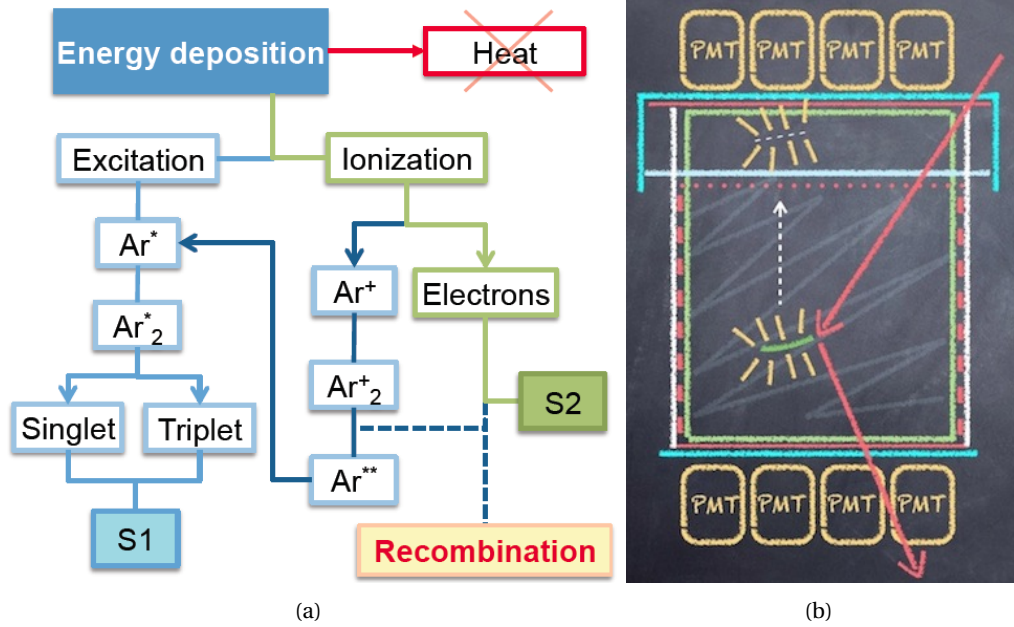 Energy deposition
Heat
Excitation
Ionization
Ar*
Ar⁺
Electrons
Ar*₂
Ar⁺₂
S2
Singlet
Triplet
Ar**
S1
Recombination
(a)
PMT PMT PMT PMT
PMT PMT PMT PMT
(b)